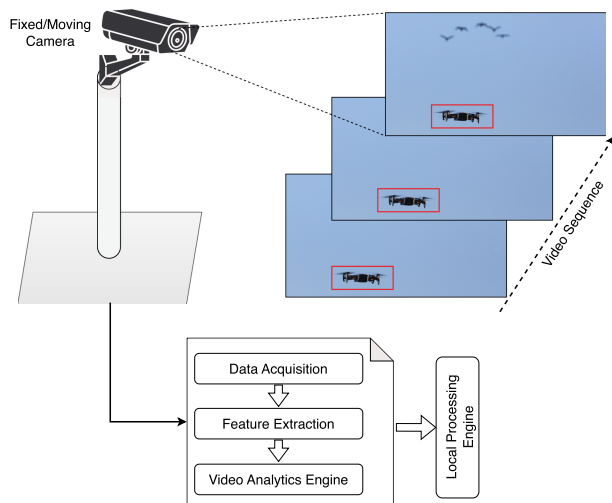 Fixed/Moving
Camera
Video Sequence
Data Acquisition
Feature Extraction
Video Analytics Engine
Local Processing
Engine